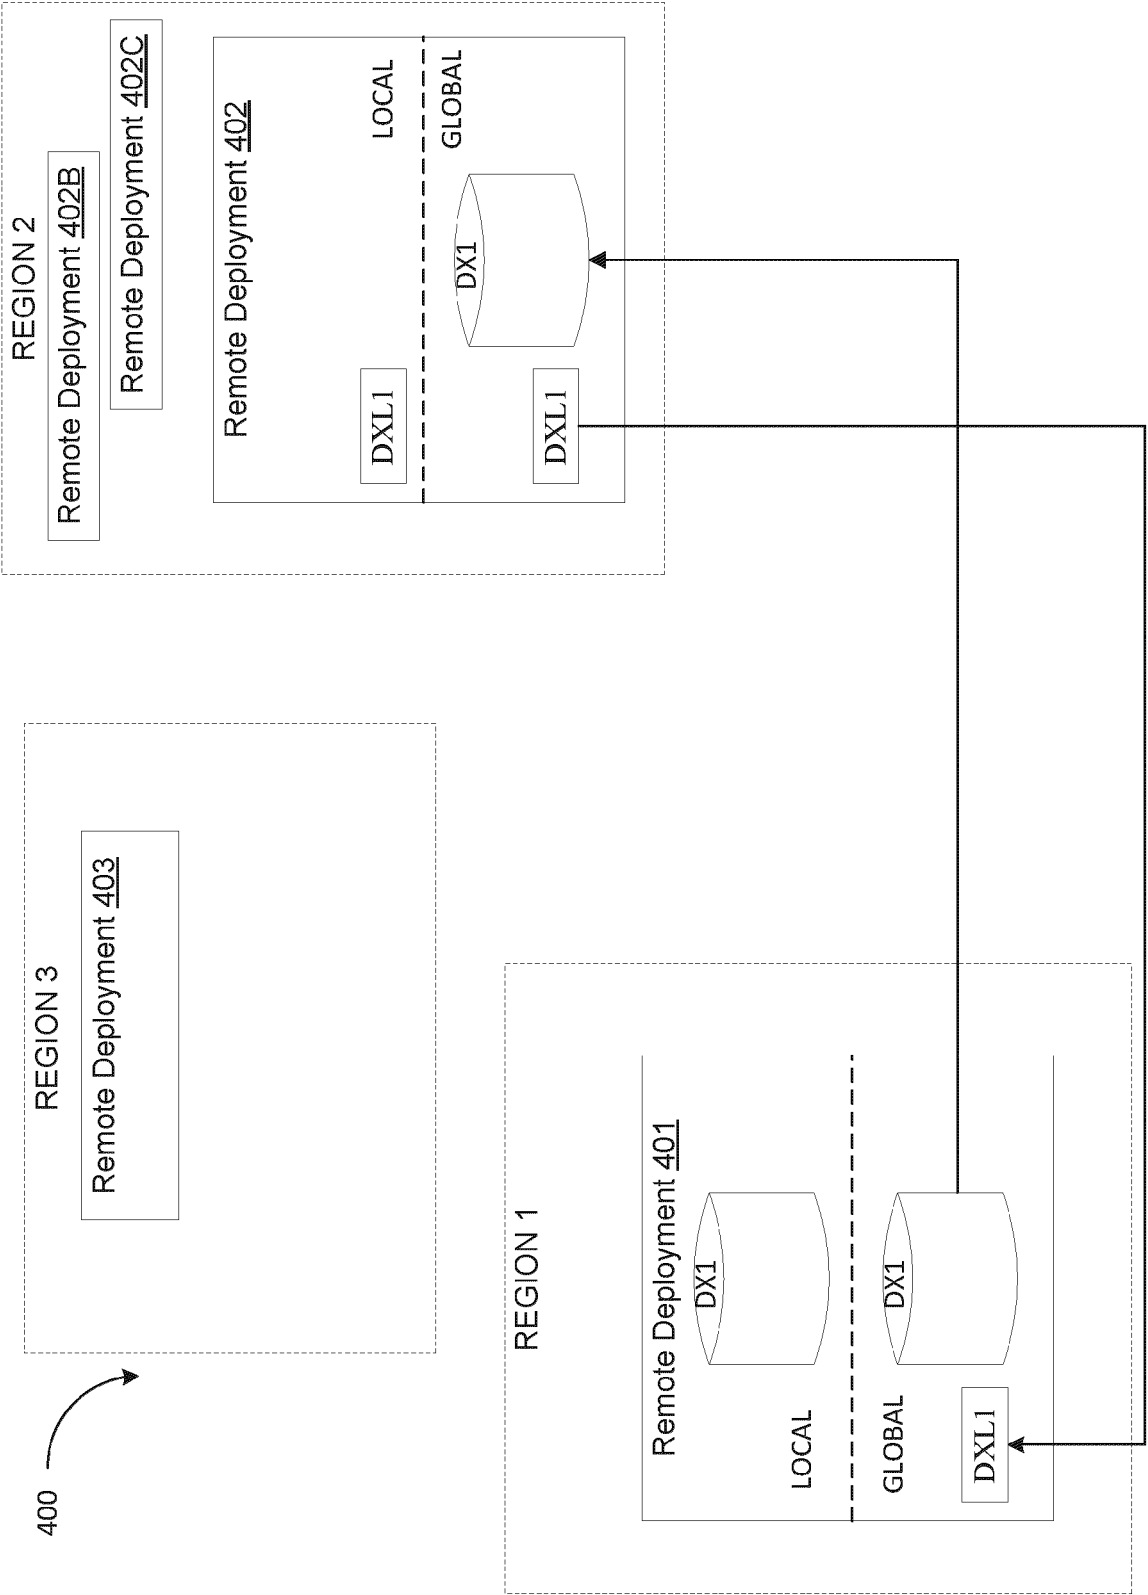 400
REGION 1
Remote Deployment 401
DX1
LOCAL
GLOBAL
DX1
DXL1
REGION 3
Remote Deployment 403
REGION 2
Remote Deployment 402B
Remote Deployment 402C
Remote Deployment 402
LOCAL
DXL1
GLOBAL
DX1
DXL1